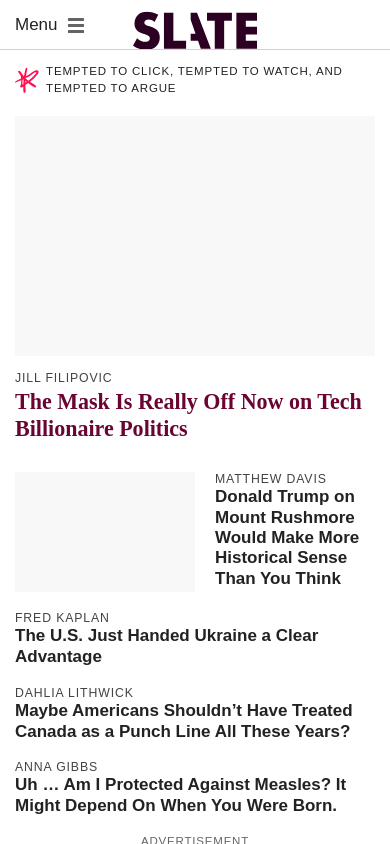 Menu
SLATE
TEMPTED TO CLICK, TEMPTED TO WATCH, AND
TEMPTED TO ARGUE
JILL FILIPOVIC
The Mask Is Really Off Now on Tech
Billionaire Politics
MATTHEW DAVIS
Donald Trump on
Mount Rushmore
Would Make More
Historical Sense
Than You Think
FRED KAPLAN
The U.S. Just Handed Ukraine a Clear
Advantage
DAHLIA LITHWICK
Maybe Americans Shouldn’t Have Treated
Canada as a Punch Line All These Years?
ANNA GIBBS
Uh … Am I Protected Against Measles? It
Might Depend On When You Were Born.
ADVERTISEMENT